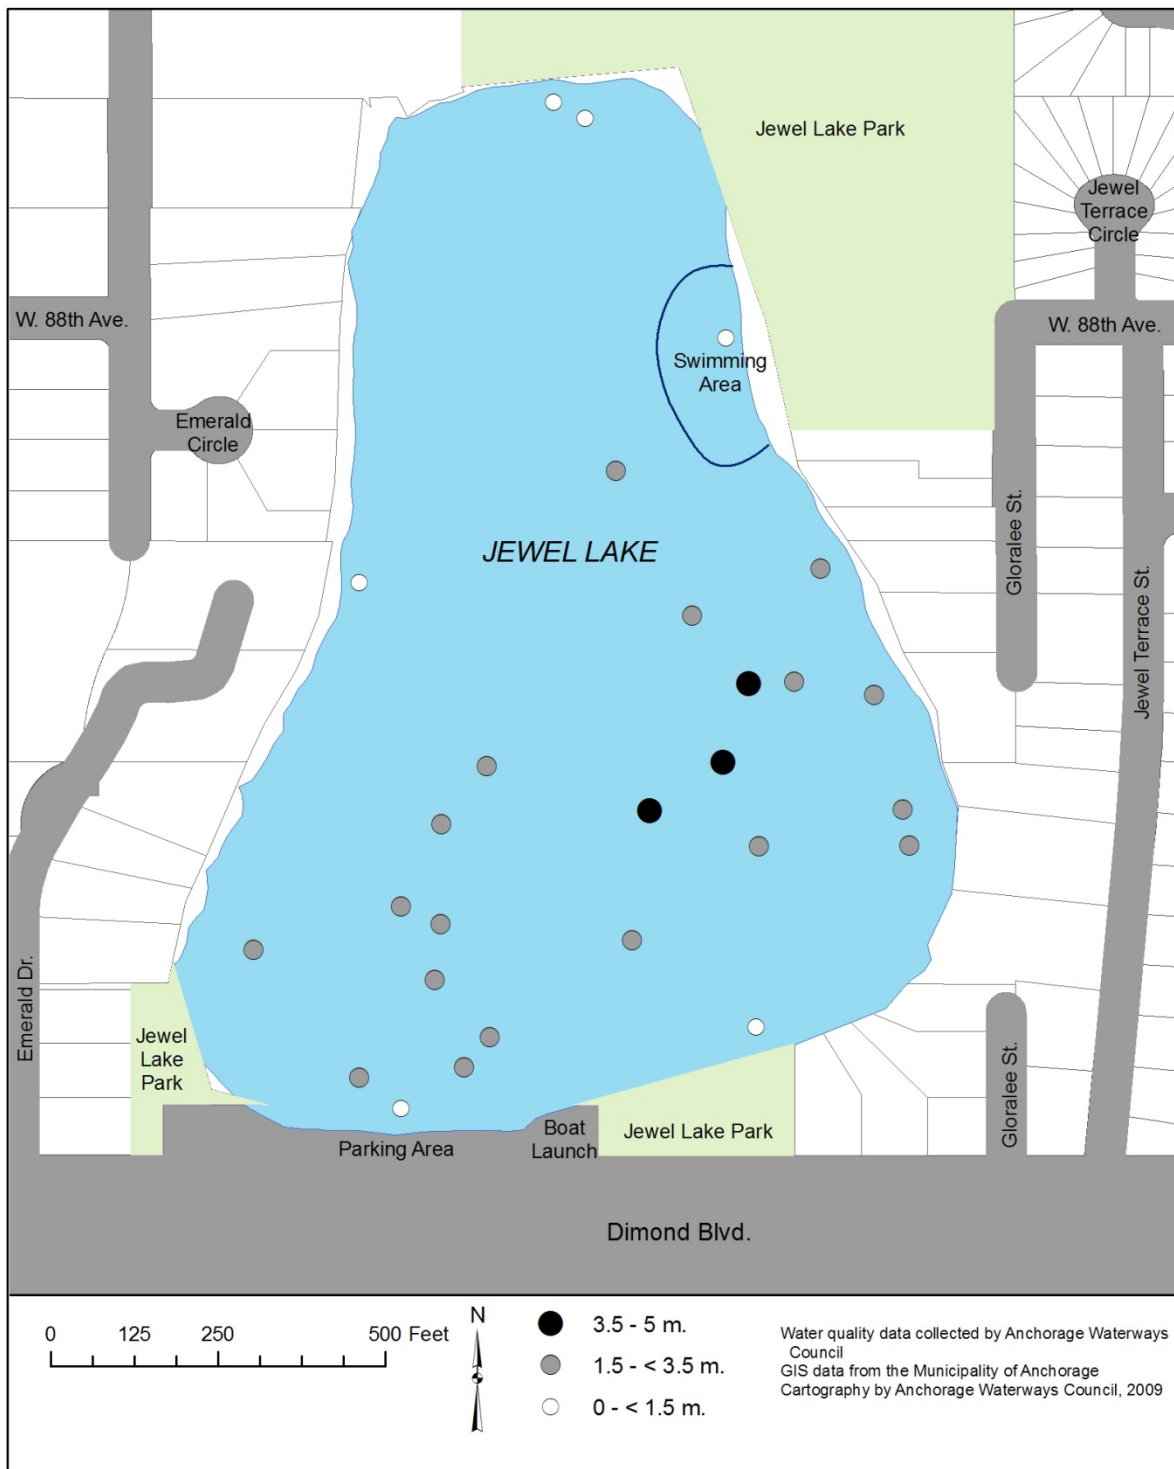 Jewel Lake Park
Jewel
Terrace
Circle
W. 88th Ave.
W. 88th Ave.
Swimming
Area
Emerald
Circle
JEWEL LAKE
Gloralee St.
Jewel Terrace St.
Emerald Dr.
Jewel
Lake
Park
Gloralee St.
Boat
Launch
Jewel Lake Park
Parking Area
Dimond Blvd.
0 125 250 500 Feet
N
3.5 - 5 m.
1.5 - < 3.5 m.
0 - < 1.5 m.
Water quality data collected by Anchorage Waterways
Council
GIS data from the Municipality of Anchorage
Cartography by Anchorage Waterways Council, 2009